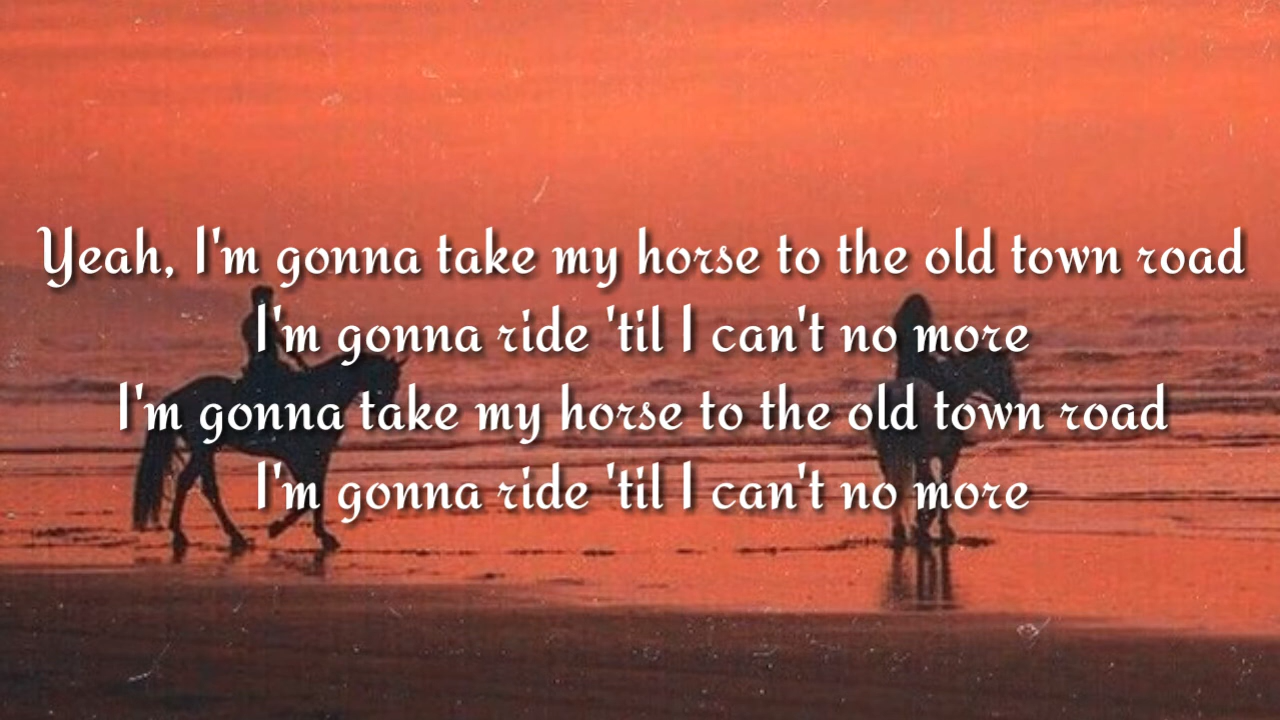 Yeah, I'm gonna take my horse to the old town road
I'm gonna ride 'til I can't no more
I'm gonna take my horse to the old town road
I'm gonna ride 'til I can't no more